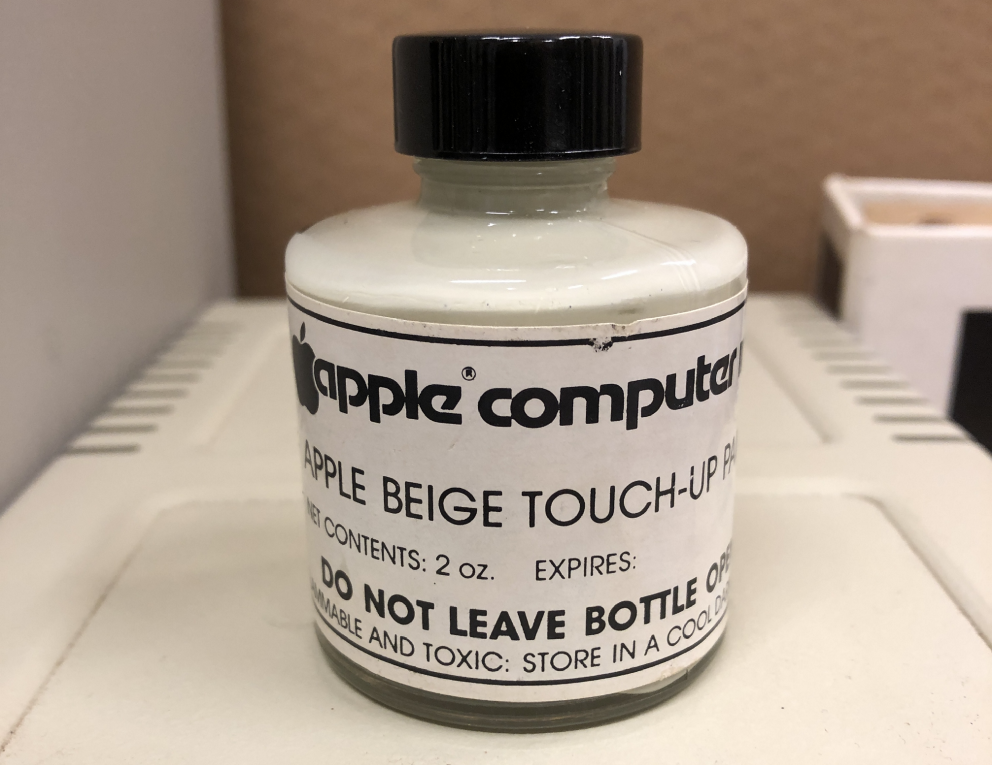 apple® computer
APPLE BEIGE TOUCH-UP
NET CONTENTS: 2 oz. EXPIRES:
DO NOT LEAVE BOTTLE
AND TOXIC: STORE IN A COOL